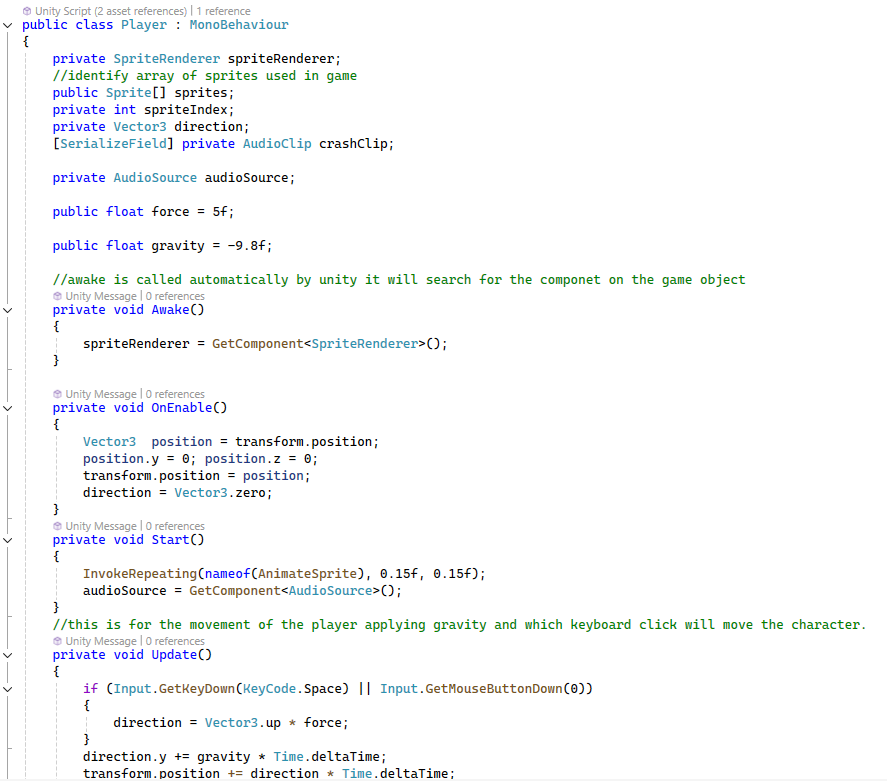 Unity Script (2 asset references) | 1 reference
public class Player : MonoBehaviour
{
private SpriteRenderer spriteRenderer;
//identify array of sprites used in game
public Sprite[] sprites;
private int spriteIndex;
private Vector3 direction;
[SerializeField] private AudioClip crashClip;
private AudioSource audioSource;
public float force = 5f;
public float gravity = -9.8f;
//awake is called automatically by unity it will search for the componet on the game object
Unity Message | 0 references
private void Awake()
{
spriteRenderer = GetComponent<SpriteRenderer>();
}
Unity Message | 0 references
private void OnEnable()
{
Vector3  position = transform.position;
position.y = 0; position.z = 0;
transform.position = position;
direction = Vector3.zero;
}
Unity Message | 0 references
private void Start()
{
InvokeRepeating(nameof(AnimateSprite), 0.15f, 0.15f);
audioSource = GetComponent<AudioSource>();
}
//this is for the movement of the player applying gravity and which keyboard click will move the character.
Unity Message | 0 references
private void Update()
{
if (Input.GetKeyDown(KeyCode.Space) || Input.GetMouseButtonDown(0))
{
direction = Vector3.up * force;
}
direction.y += gravity * Time.deltaTime;
transform.position += direction * Time.deltaTime;